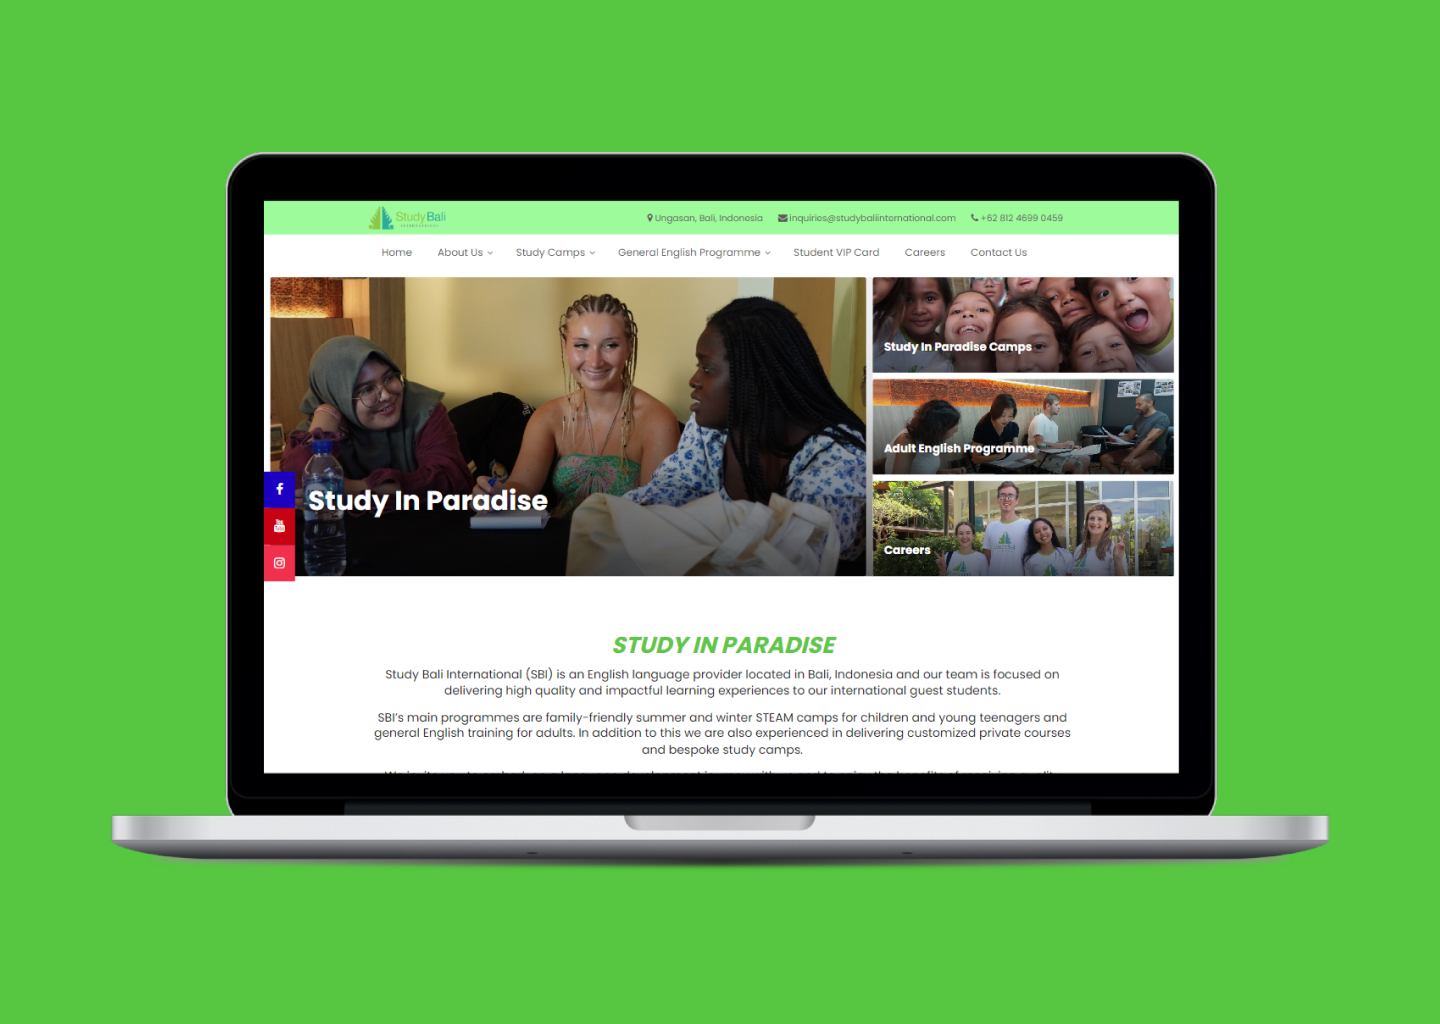 StudyBali
Ungasan, Bali, Indonesia
inquiries@studybaliinternational.com
+62 812 4699 0459
Home
About Us
Study Camps
General English Programme
Student VIP Card
Careers
Contact Us
Study In Paradise
Study In Paradise Camps
Adult English Programme
Careers
STUDY IN PARADISE
Study Bali International (SBI) is an English language provider located in Bali, Indonesia and our team is focused on
delivering high quality and impactful learning experiences to our international guest students.
SBI's main programmes are family-friendly summer and winter STEAM camps for children and young teenagers and
general English training for adults. In addition to this we are also experienced in delivering customized private courses
and bespoke study camps.